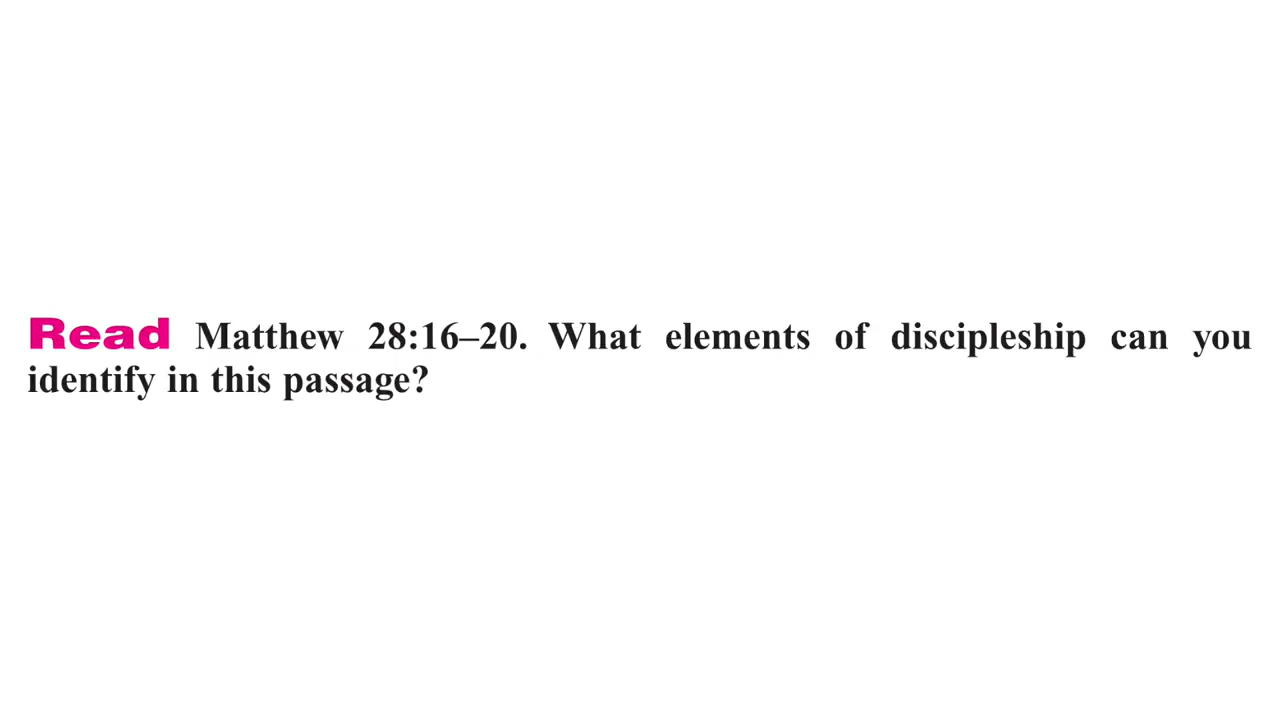 Read Matthew 28:16–20. What elements of discipleship can you
identify in this passage?